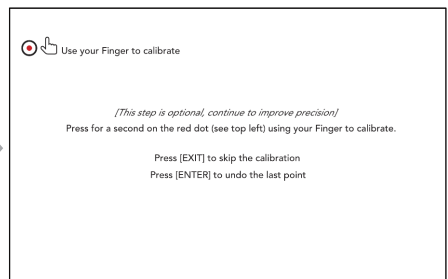 Use your Finger to calibrate
[This step is optional, continue to improve precision]
Press for a second on the red dot (see top left) using your Finger to calibrate.
Press [EXIT] to skip the calibration
Press [ENTER] to undo the last point